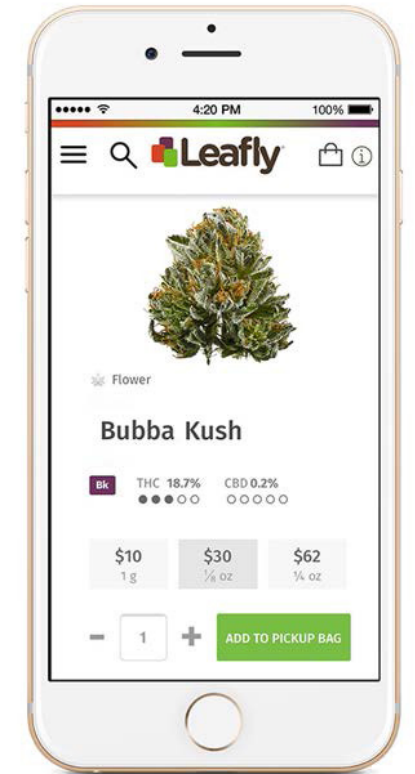 4:20 PM 100%
Leafly
Flower
Bubba Kush
Bk THC 18.7% CBD 0.2%
$10 $30 $62
1 g ⅛ oz ¼ oz
1 ADD TO PICKUP BAG